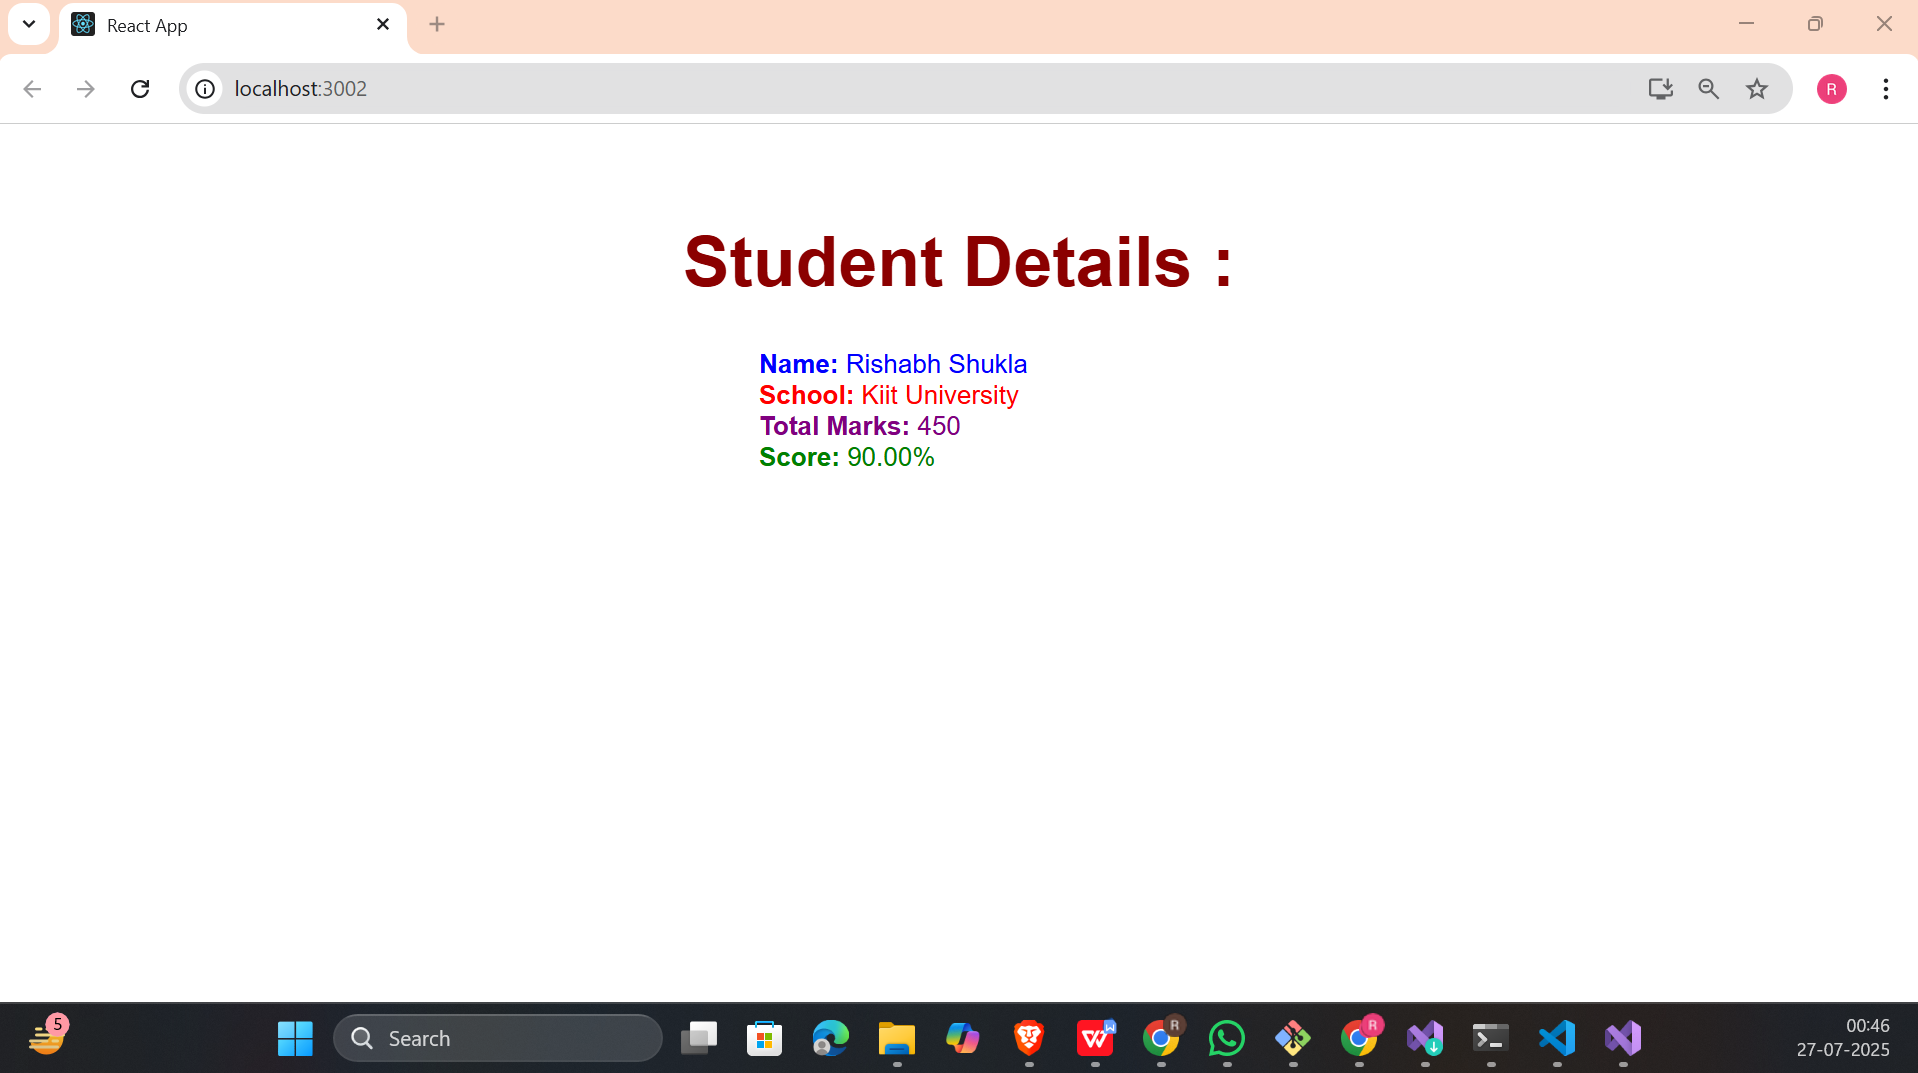 React App
localhost:3002
R
Student Details :
Name: Rishabh Shukla
School: Kiit University
Total Marks: 450
Score: 90.00%
5
Search
W
R
R
00:46
27-07-2025